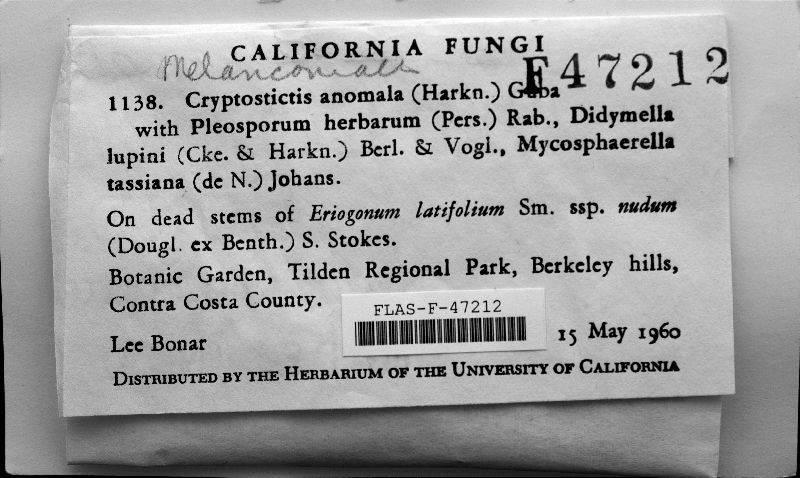 CALIFORNIA FUNGI
Melanconiales
F47212
1138. Cryptostictis anomala (Harkn.) Guba
with Pleosporum herbarum (Pers.) Rab., Didymella
lupini (Cke. & Harkn.) Berl. & Vogl., Mycosphaerella
tassiana (de N.) Johans.
On dead stems of Eriogonum latifolium Sm. ssp. nudum
(Dougl. ex Benth.) S. Stokes.
Botanic Garden, Tilden Regional Park, Berkeley hills,
Contra Costa County.
FLAS-F-47212
Lee Bonar
15 May 1960
DISTRIBUTED BY THE HERBARIUM OF THE UNIVERSITY OF CALIFORNIA